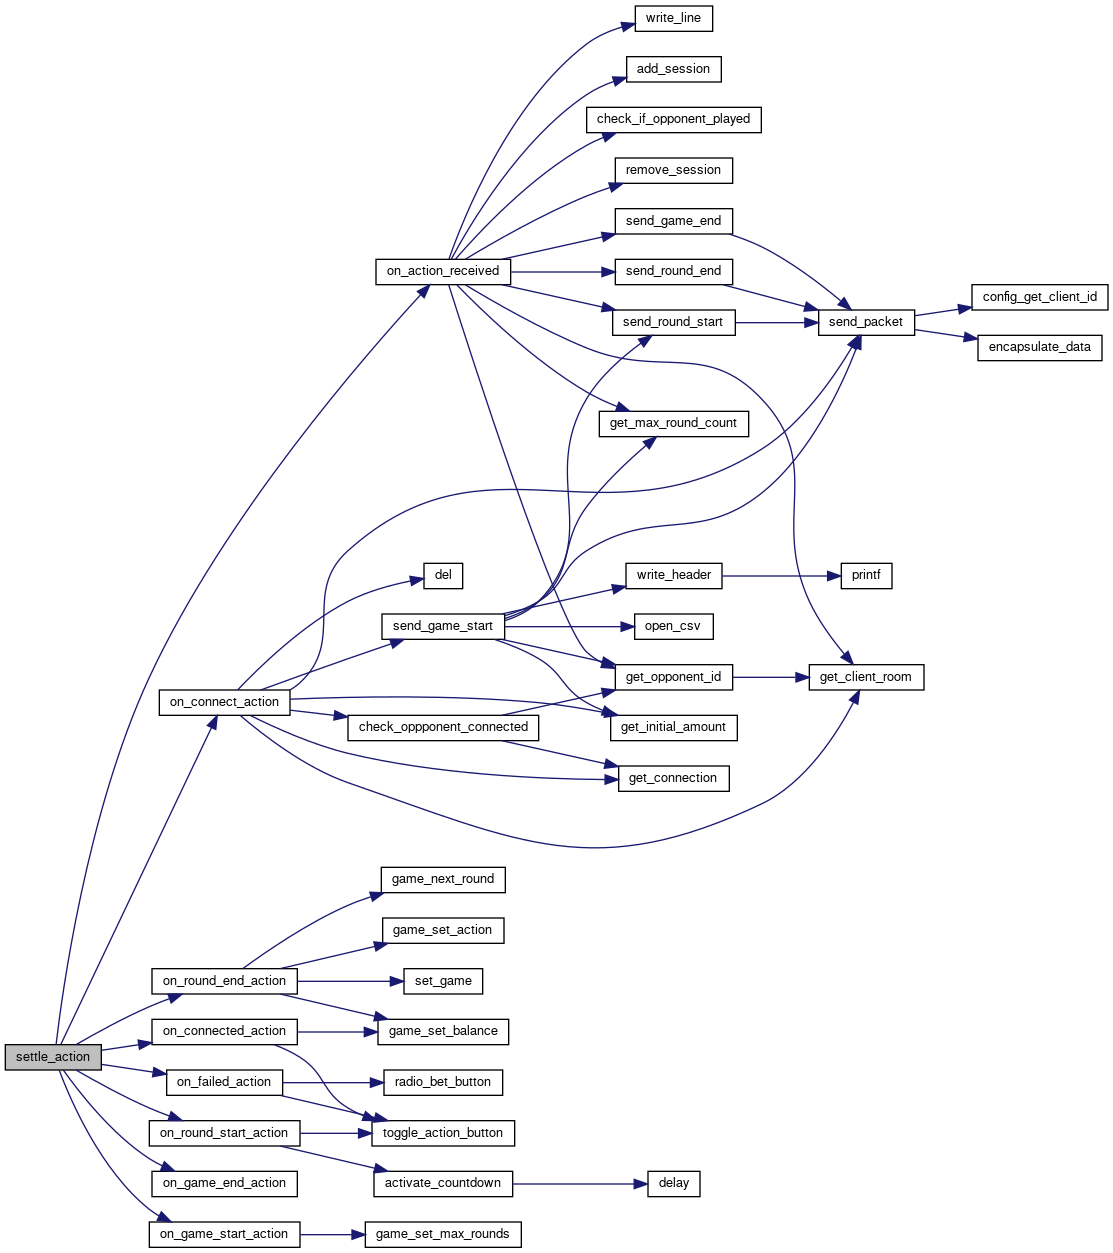 write_line
add_session
check_if_opponent_played
remove_session
send_game_end
on_action_received
send_round_end
config_get_client_id
send_round_start
send_packet
encapsulate_data
get_max_round_count
del
write_header
printf
send_game_start
open_csv
get_opponent_id
get_client_room
on_connect_action
check_oppponent_connected
get_initial_amount
get_connection
game_next_round
game_set_action
on_round_end_action
set_game
on_connected_action
game_set_balance
settle_action
on_failed_action
radio_bet_button
on_round_start_action
toggle_action_button
on_game_end_action
activate_countdown
delay
on_game_start_action
game_set_max_rounds